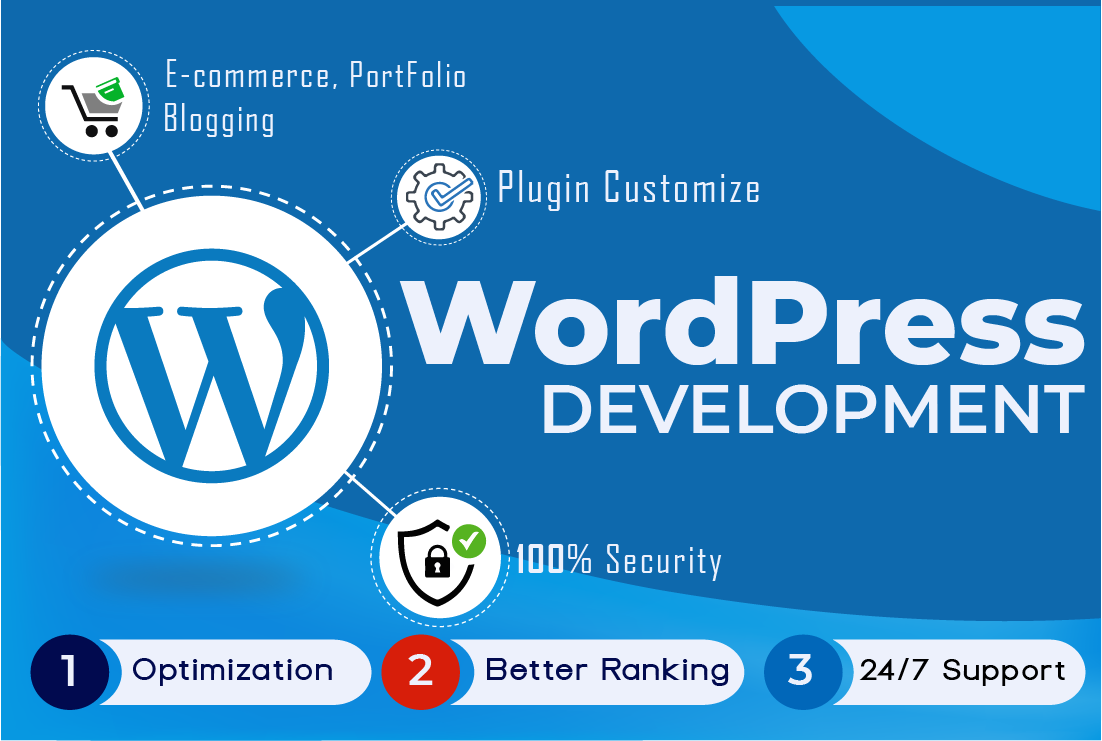 E-commerce, PortFolio
Blogging
Plugin Customize
W
WordPress
DEVELOPMENT
100% Security
1 Optimization
2 Better Ranking
3 24/7 Support